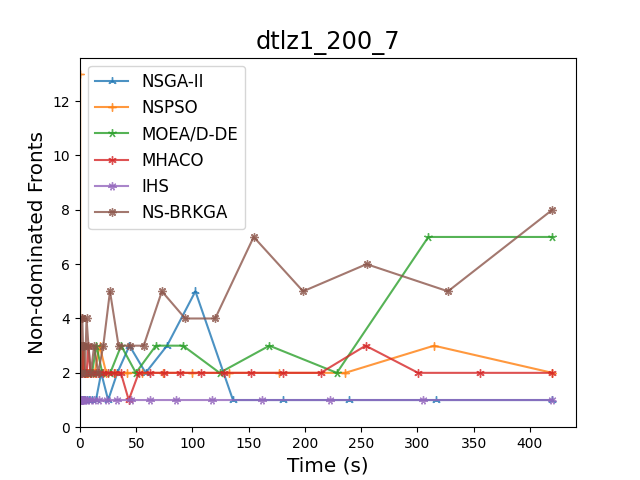 dtlz1_200_7
NSGA-II
NSPSO
MOEA/D-DE
MHACO
IHS
NS-BRKGA
Non-dominated Fronts
12
10
8
6
4
2
0
0 50 100 150 200 250 300 350 400
Time (s)